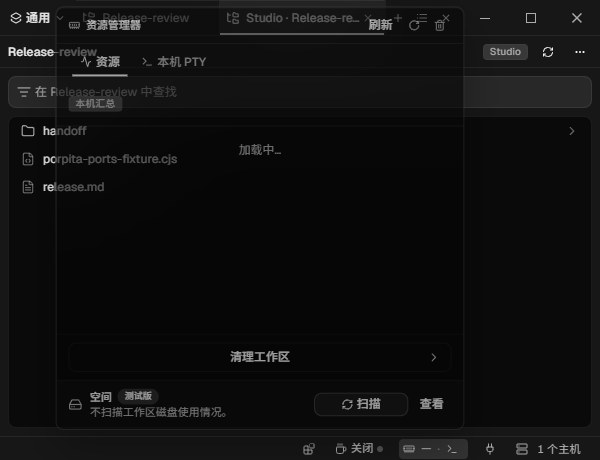 通用
Release-review
Studio · Release-re...
资源管理器
刷新
Release-review
Studio
资源
本机 PTY
在 Release-review 中查找
本机汇总
handoff
加载中...
porpita-ports-fixture.cjs
release.md
清理工作区
空间 测试版
不扫描工作区磁盘使用情况。
扫描
查看
关闭
1 个主机